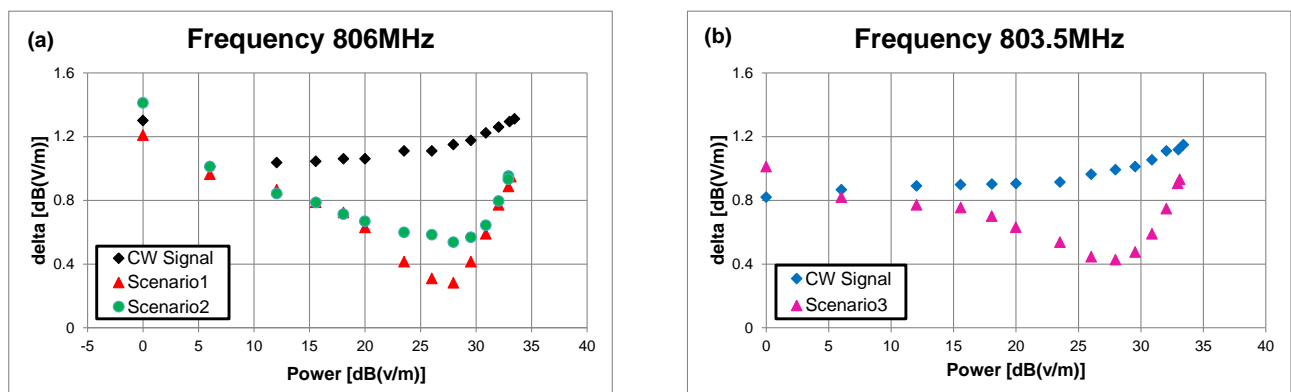 (a)
Frequency 806MHz
delta [dB(V/m)]
1.6
1.2
0.8
0.4
0
CW Signal
Scenario1
Scenario2
-5 0 5 10 15 20 25 30 35 40
Power [dB(v/m)]
(b)
Frequency 803.5MHz
delta [dB(V/m)]
1.6
1.2
0.8
0.4
0
CW Signal
Scenario3
0 5 10 15 20 25 30 35 40
Power [dB(v/m)]